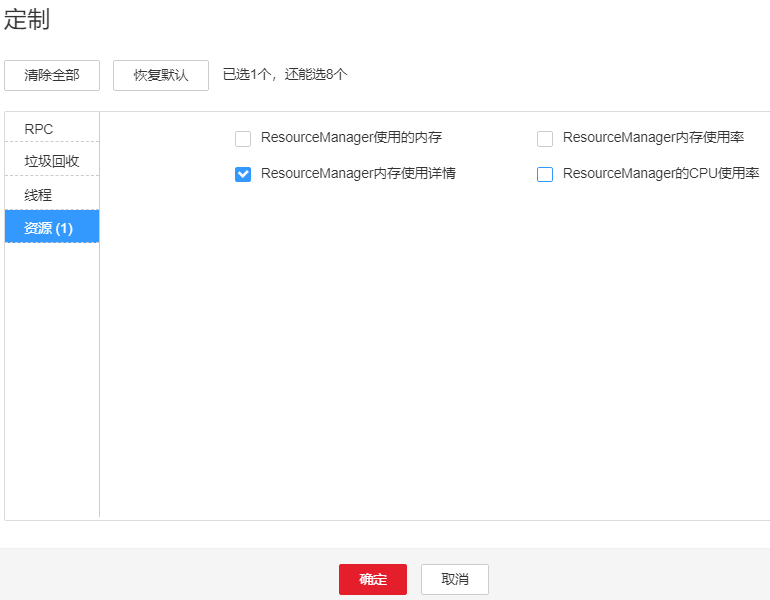 定制
清除全部 恢复默认 已选1个，还能选8个
RPC
垃圾回收
线程
资源 (1)
ResourceManager使用的内存 ResourceManager内存使用率
ResourceManager内存使用详情 ResourceManager的CPU使用率
确定 取消